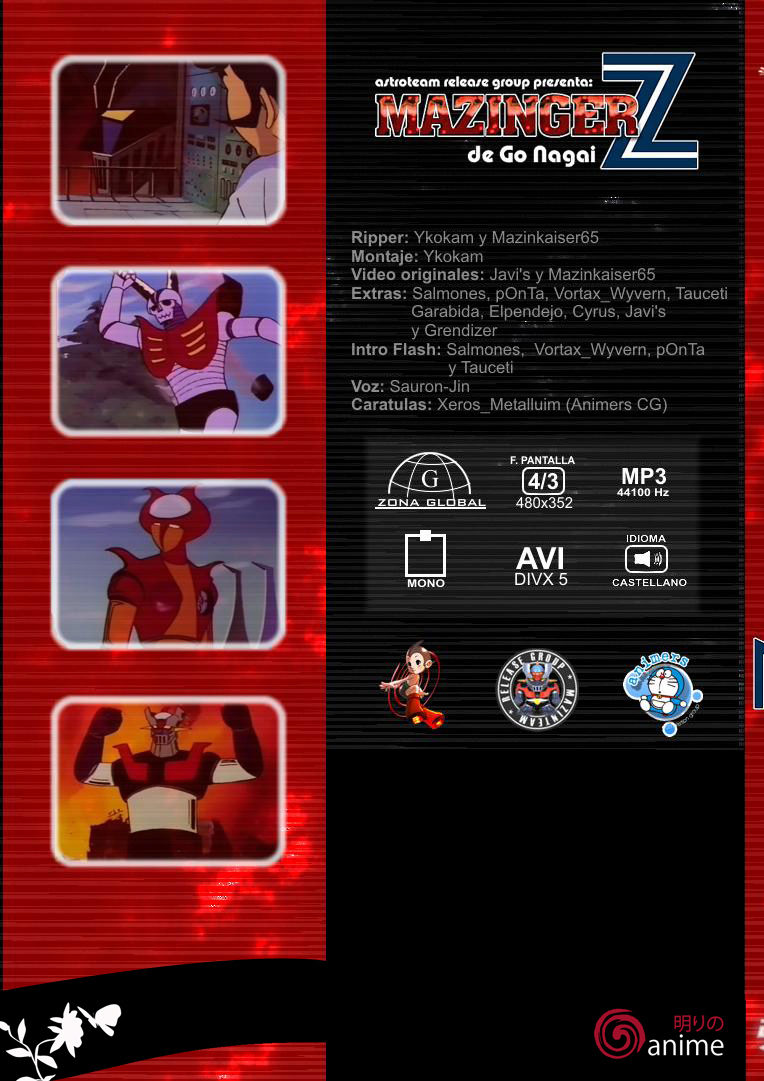 astroteam release group presenta:
MAZINGER Z
de Go Nagai
Ripper: Ykokam y Mazinkaiser65
Montaje: Ykokam
Video originales: Javi's y Mazinkaiser65
Extras: Salmones, pOnTa, Vortax_Wyvern, Tauceti
Garabida, Elpendejo, Cyrus, Javi's
y Grendizer
Intro Flash: Salmones, Vortax_Wyvern, pOnTa
y Tauceti
Voz: Sauron-Jin
Caratulas: Xeros_Metalluim (Animers CG)
G
ZONA GLOBAL
F. PANTALLA
4/3
480x352
MP3
44100 Hz
MONO
AVI
DIVX 5
IDIOMA
CASTELLANO
RELEASE GROUP
MAZINTEAM
animers
明りの
anime